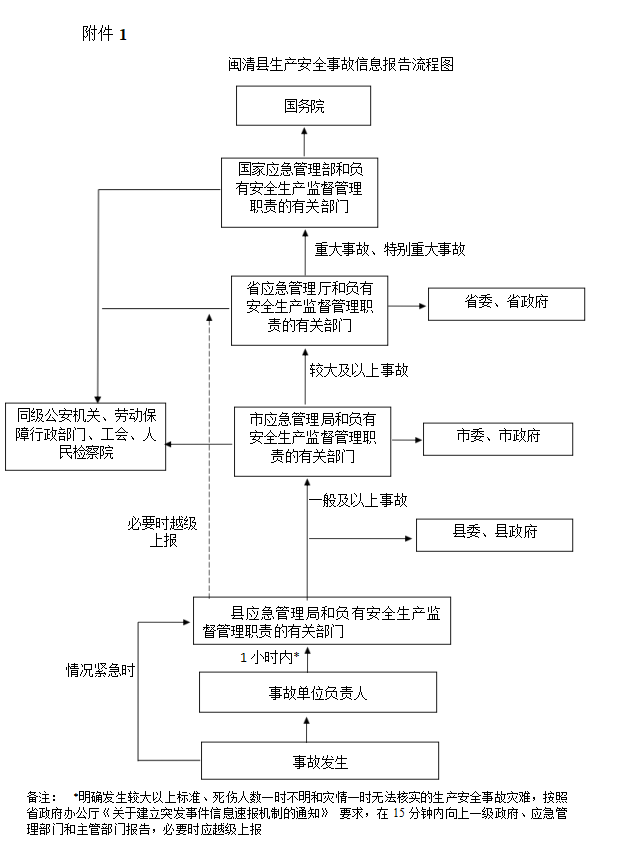 附件 1
闽清县生产安全事故信息报告流程图
国务院
国家应急管理部和负
有安全生产监督管理
职责的有关部门
重大事故、特别重大事故
省应急管理厅和负有
安全生产监督管理职
责的有关部门
省委、省政府
较大及以上事故
同级公安机关、劳动保
障行政部门、工会、人
民检察院
市应急管理局和负有
安全生产监督管理职
责的有关部门
市委、市政府
一般及以上事故
必要时越级
上报
县委、县政府
县应急管理局和负有安全生产监
督管理职责的有关部门
1 小时内*
情况紧急时
事故单位负责人
事故发生
备注： *明确发生较大以上标准、死伤人数一时不明和灾情一时无法核实的生产安全事故灾难，按照
省政府办公厅《关于建立突发事件信息速报机制的通知》 要求，在 15 分钟内向上一级政府、应急管
理部门和主管部门报告，必要时应越级上报